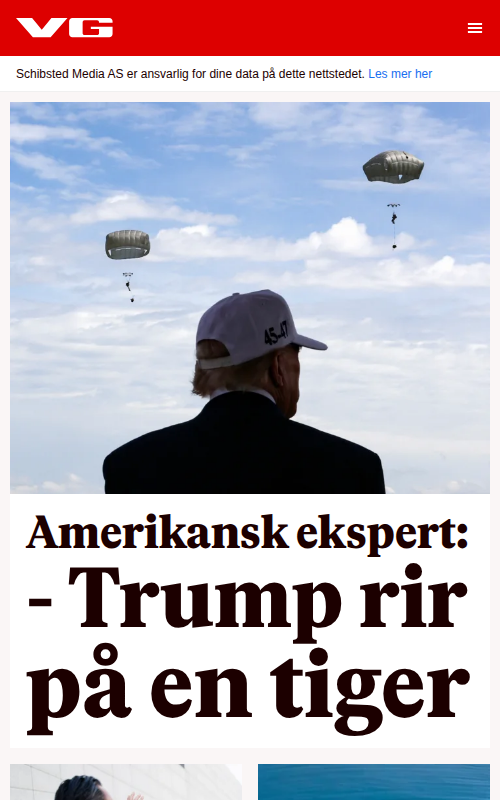 VG
Schibsted Media AS er ansvarlig for dine data på dette nettstedet. Les mer her
45-47
Amerikansk ekspert:
- Trump rir
på en tiger